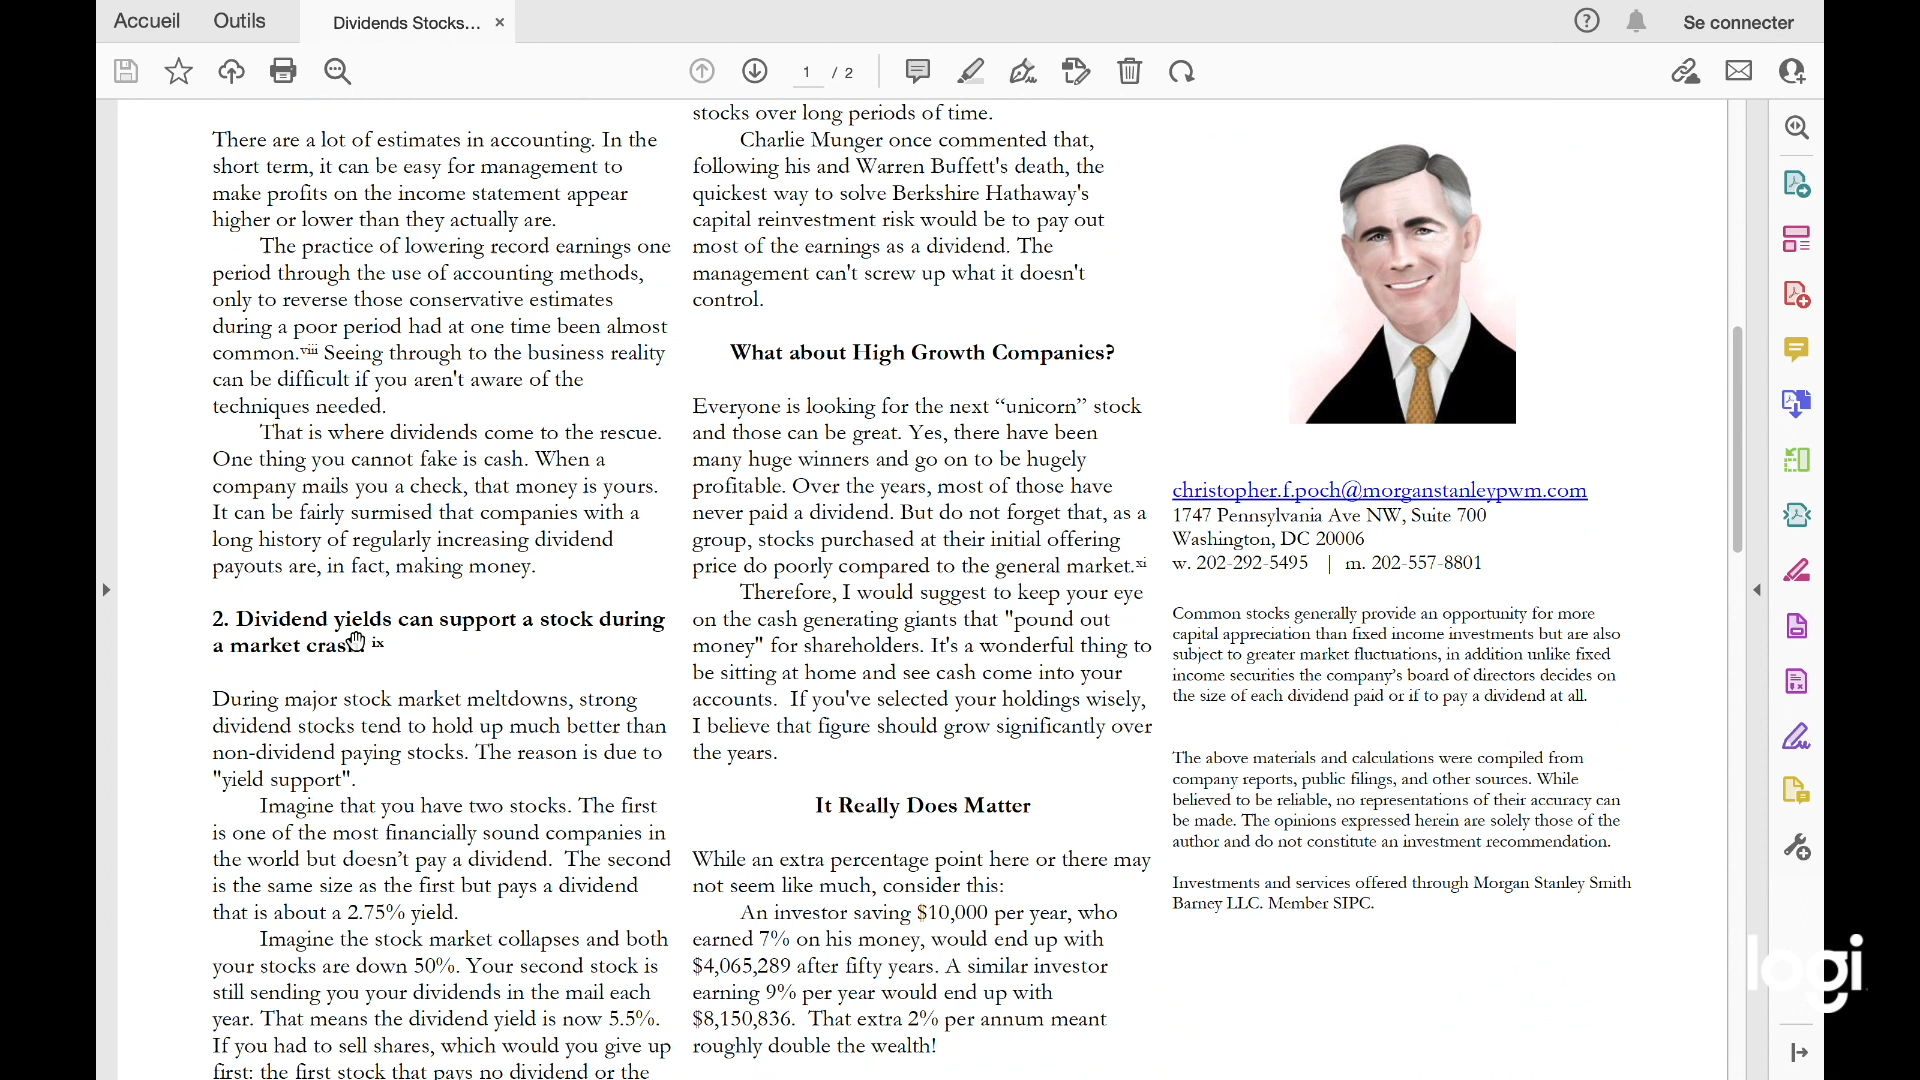 Accueil
Outils
Dividends Stocks... ×
?
Se connecter
1 / 2
There are a lot of estimates in accounting. In the
short term, it can be easy for management to
make profits on the income statement appear
higher or lower than they actually are.
The practice of lowering record earnings one
period through the use of accounting methods,
only to reverse those conservative estimates
during a poor period had at one time been almost
common.viii Seeing through to the business reality
can be difficult if you aren't aware of the
techniques needed.
That is where dividends come to the rescue.
One thing you cannot fake is cash. When a
company mails you a check, that money is yours.
It can be fairly surmised that companies with a
long history of regularly increasing dividend
payouts are, in fact, making money.
2. Dividend yields can support a stock during
a market crash ix
During major stock market meltdowns, strong
dividend stocks tend to hold up much better than
non-dividend paying stocks. The reason is due to
"yield support".
Imagine that you have two stocks. The first
is one of the most financially sound companies in
the world but doesn't pay a dividend. The second
is the same size as the first but pays a dividend
that is about a 2.75% yield.
Imagine the stock market collapses and both
your stocks are down 50%. Your second stock is
still sending you your dividends in the mail each
year. That means the dividend yield is now 5.5%.
If you had to sell shares, which would you give up
first: the first stock that pays no dividend or the
stocks over long periods of time.
Charlie Munger once commented that,
following his and Warren Buffett's death, the
quickest way to solve Berkshire Hathaway's
capital reinvestment risk would be to pay out
most of the earnings as a dividend. The
management can't screw up what it doesn't
control.
What about High Growth Companies?
Everyone is looking for the next “unicorn” stock
and those can be great. Yes, there have been
many huge winners and go on to be hugely
profitable. Over the years, most of those have
never paid a dividend. But do not forget that, as a
group, stocks purchased at their initial offering
price do poorly compared to the general market.xi
Therefore, I would suggest to keep your eye
on the cash generating giants that "pound out
money" for shareholders. It's a wonderful thing to
be sitting at home and see cash come into your
accounts. If you've selected your holdings wisely,
I believe that figure should grow significantly over
the years.
It Really Does Matter
While an extra percentage point here or there may
not seem like much, consider this:
An investor saving $10,000 per year, who
earned 7% on his money, would end up with
$4,065,289 after fifty years. A similar investor
earning 9% per year would end up with
$8,150,836. That extra 2% per annum meant
roughly double the wealth!
christopher.f.poch@morganstanleypwm.com
1747 Pennsylvania Ave NW, Suite 700
Washington, DC 20006
w. 202-292-5495 | m. 202-557-8801
Common stocks generally provide an opportunity for more
capital appreciation than fixed income investments but are also
subject to greater market fluctuations, in addition unlike fixed
income securities the company's board of directors decides on
the size of each dividend paid or if to pay a dividend at all.
The above materials and calculations were compiled from
company reports, public filings, and other sources. While
believed to be reliable, no representations of their accuracy can
be made. The opinions expressed herein are solely those of the
author and do not constitute an investment recommendation.
Investments and services offered through Morgan Stanley Smith
Barney LLC. Member SIPC.
logi